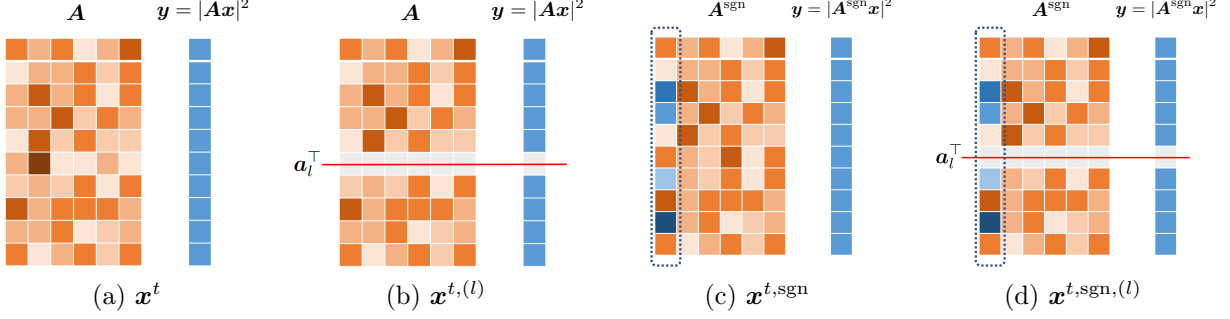 A y = |Ax|² A y = |Ax|² A^sgn y = |A^sgn x|² A^sgn y = |A^sgn x|²
a_l^⊤ a_l^⊤
(a) x^t (b) x^{t,(l)} (c) x^{t,sgn} (d) x^{t,sgn,(l)}